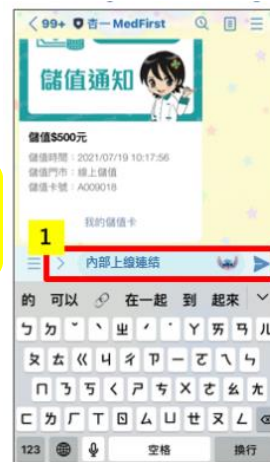 99+ 杏一 MedFirst
儲值通知
儲值$500元
儲值時間：2021/07/19 10:17:56
儲值門市：線上儲值
儲值卡號：A009018
我的儲值卡
1
內部上線連結
的 可以 在一起 到 起來
ㄅ ㄉ ˇ ˋ ㄓ ˊ ˙ ㄚ ㄞ ㄢ ㄦ
ㄆ ㄊ ㄍ ㄐ ㄔ ㄗ ㄧ ㄛ ㄟ ㄣ
ㄇ ㄋ ㄎ ㄑ ㄕ ㄘ ㄨ ㄜ ㄠ ㄤ
ㄈ ㄌ ㄏ ㄒ ㄖ ㄙ ㄩ ㄝ ㄡ ㄥ
123 空格 換行